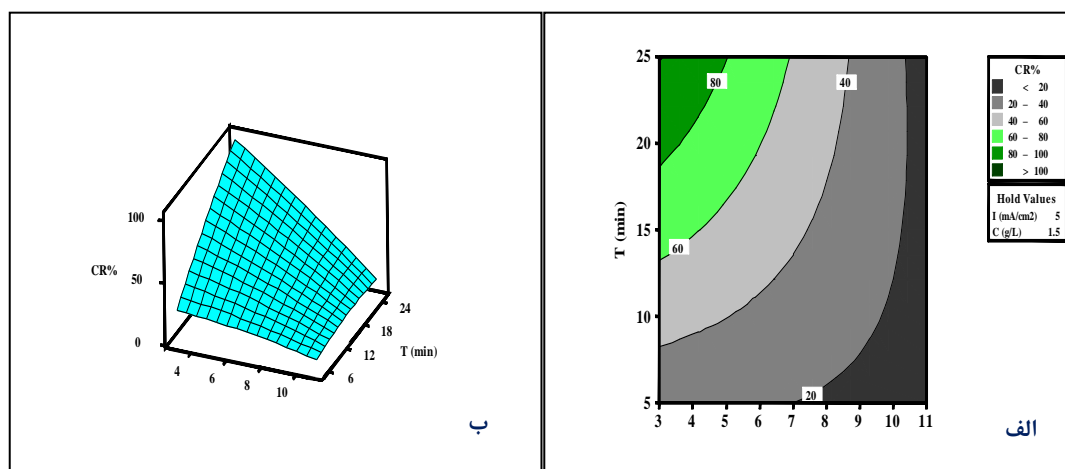 100
50
0
CR%
4
6
8
10
6
12
18
24
T (min)
ب
25
20
15
10
5
T (min)
3 4 5 6 7 8 9 10 11
80
60
40
20
CR%
< 20
20 – 40
40 – 60
60 – 80
80 – 100
> 100
Hold Values
I (mA/cm2) 5
C (g/L) 1.5
الف